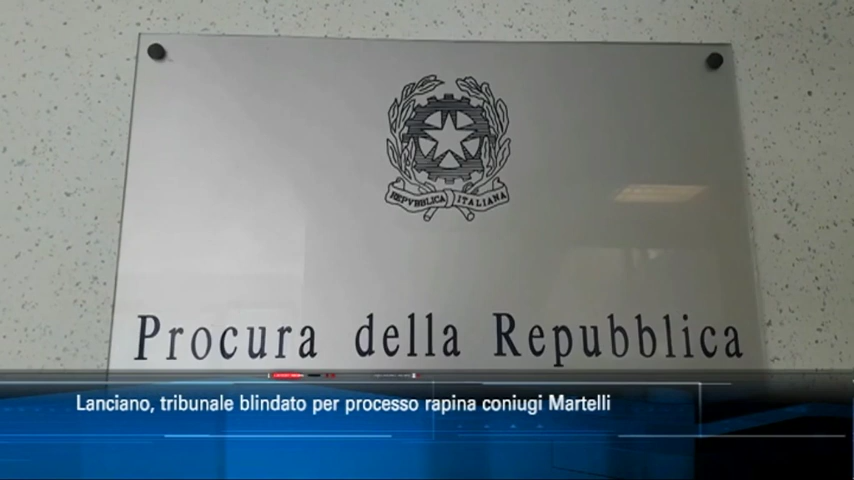 REPVBBLICA ITALIANA
Procura della Repubblica
Lanciano, tribunale blindato per processo rapina coniugi Martelli